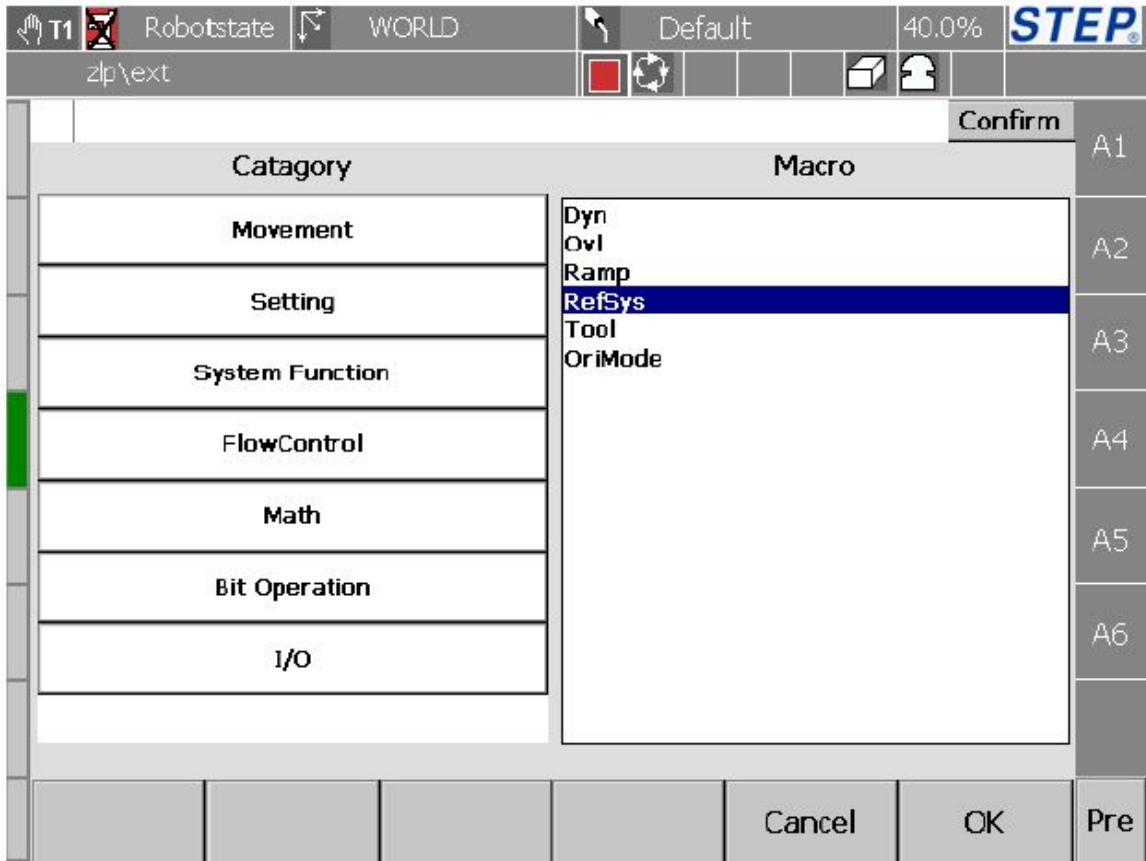 T1 Robotstate WORLD Default 40.0% STEP®
zlp\ext
Confirm
Catagory
Macro
A1
Movement
Setting
System Function
FlowControl
Math
Bit Operation
I/O
Dyn
Ovl
Ramp
RefSys
Tool
OriMode
A2
A3
A4
A5
A6
Cancel OK Pre